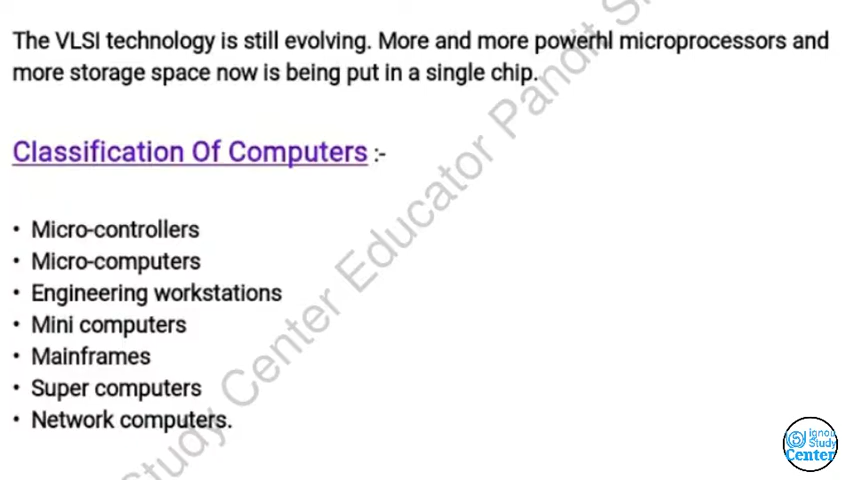 The VLSI technology is still evolving. More and more powerhl microprocessors and
more storage space now is being put in a single chip.
Classification Of Computers :-
• Micro-controllers
• Micro-computers
• Engineering workstations
• Mini computers
• Mainframes
• Super computers
• Network computers.
Study Center Educator Pandit
ignou
Study
Center